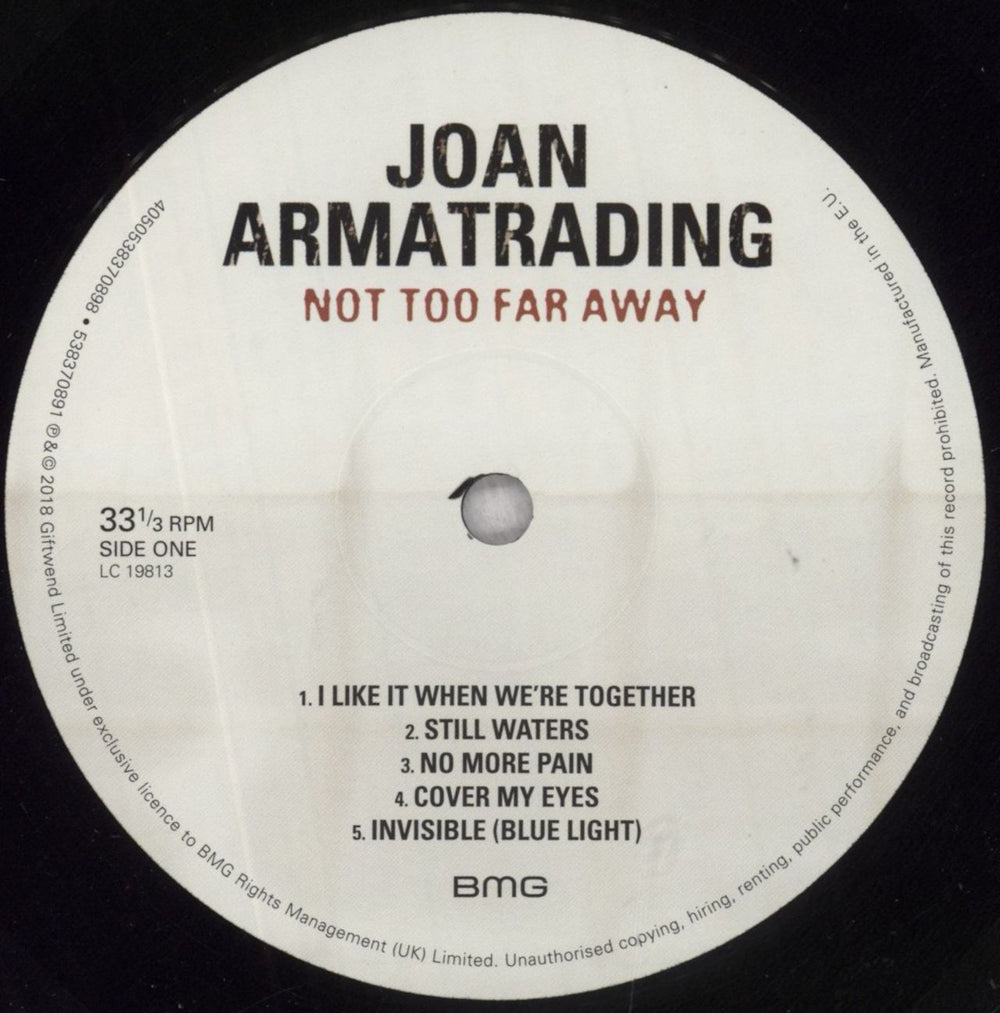 JOAN
ARMATRADING
NOT TOO FAR AWAY
33 1/3 RPM
SIDE ONE
LC 19813
1. I LIKE IT WHEN WE'RE TOGETHER
2. STILL WATERS
3. NO MORE PAIN
4. COVER MY EYES
5. INVISIBLE (BLUE LIGHT)
BMG
4050538370898 • 538370891 ℗ & © 2018 Giftwend Limited under exclusive licence to BMG Rights Management (UK) Limited. Unauthorised copying, hiring, renting, public performance, and broadcasting of this record prohibited. Manufactured in the E.U.